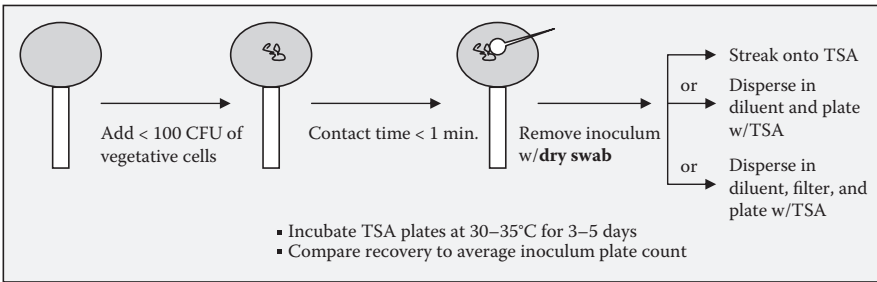 Add < 100 CFU of
vegetative cells
Contact time < 1 min.
Remove inoculum
w/dry swab
Streak onto TSA
or
Disperse in
diluent and plate
w/TSA
or
Disperse in
diluent, filter, and
plate w/TSA
▪ Incubate TSA plates at 30–35°C for 3–5 days
▪ Compare recovery to average inoculum plate count